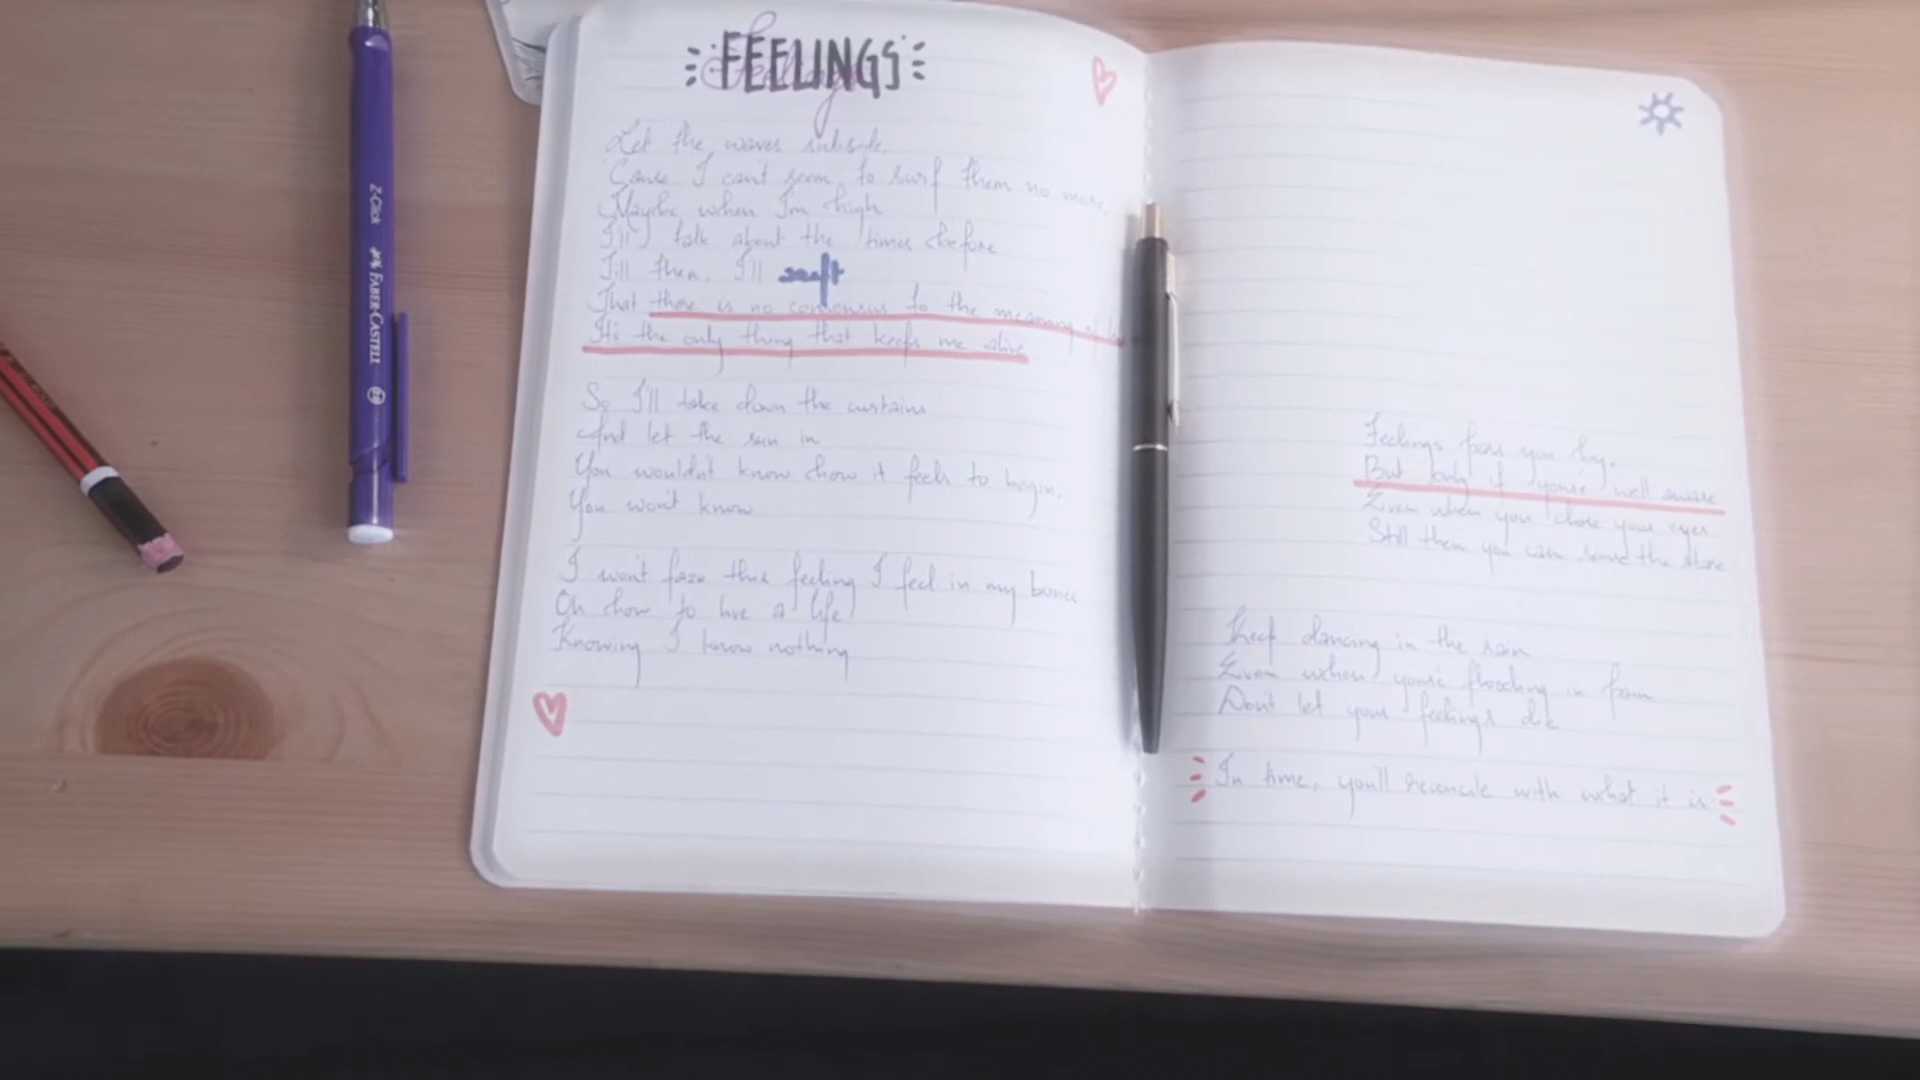 FEELINGS
Let the waves subside
'Cause I can't seem to surf them no more
Maybe when I'm high
I'll talk about the times before
Till then, I'll
That there is no consensus to the meaning of
It's the only thing that keeps me alive
So I'll take down the curtains
And let the sun in
You wouldn't know how it feels to begin
You won't know
I won't faze this feeling I feel in my bones
Oh how to live a life
Knowing I know nothing
Feelings pass you by,
But only if you're well aware
Even when you close your eyes
Still then you can sense the
Keep dancing in the rain
Even when you're flooding in
Don't let your feelings die
In time, you'll reconcile with what it is
Z-Click FABER-CASTELL